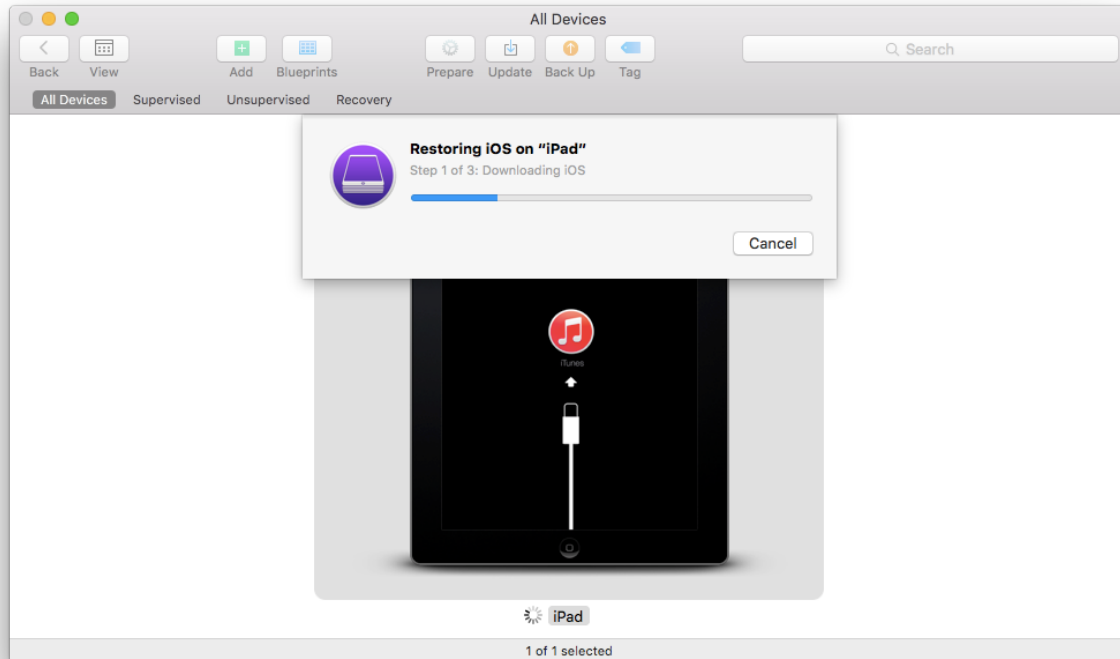 All Devices
Search
Back
View
Add
Blueprints
Prepare
Update
Back Up
Tag
All Devices
Supervised
Unsupervised
Recovery
Restoring iOS on “iPad“
Step 1 of 3: Downloading iOS
Cancel
iTunes
iPad
1 of 1 selected